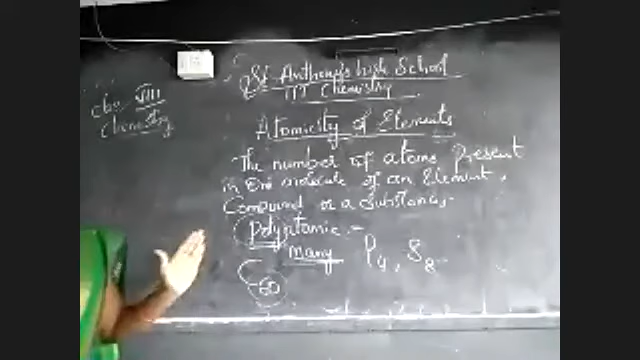 St Anthony's high School
IIT Chemistry
class VIII
Chemistry
Atomicity of Elements
The number of atoms present
in One molecule of an Element,
Compound or a Substance.
Polyatomic -
Many P4, S8
C60